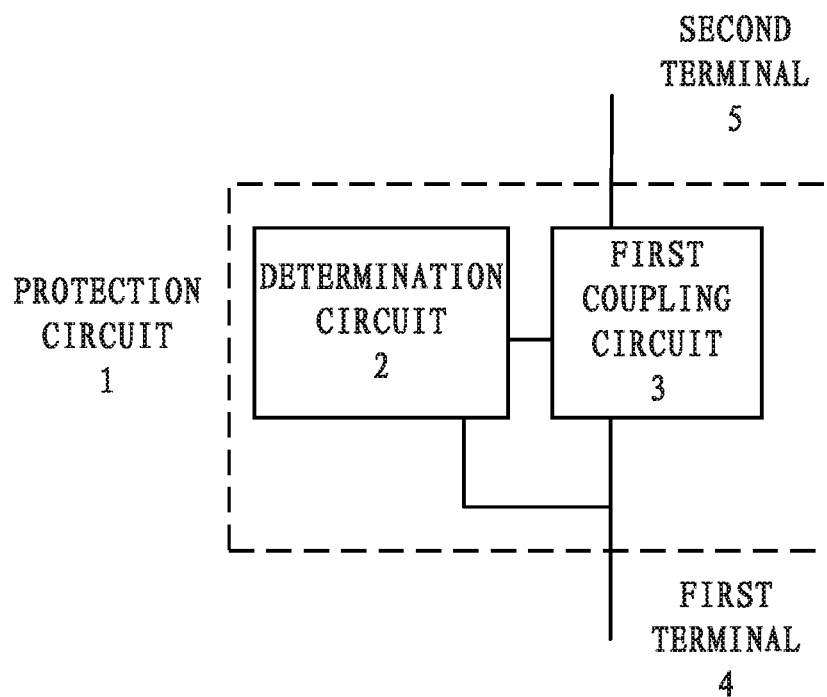 SECOND
TERMINAL
5
PROTECTION
CIRCUIT
1
DETERMINATION
CIRCUIT
2
FIRST
COUPLING
CIRCUIT
3
FIRST
TERMINAL
4